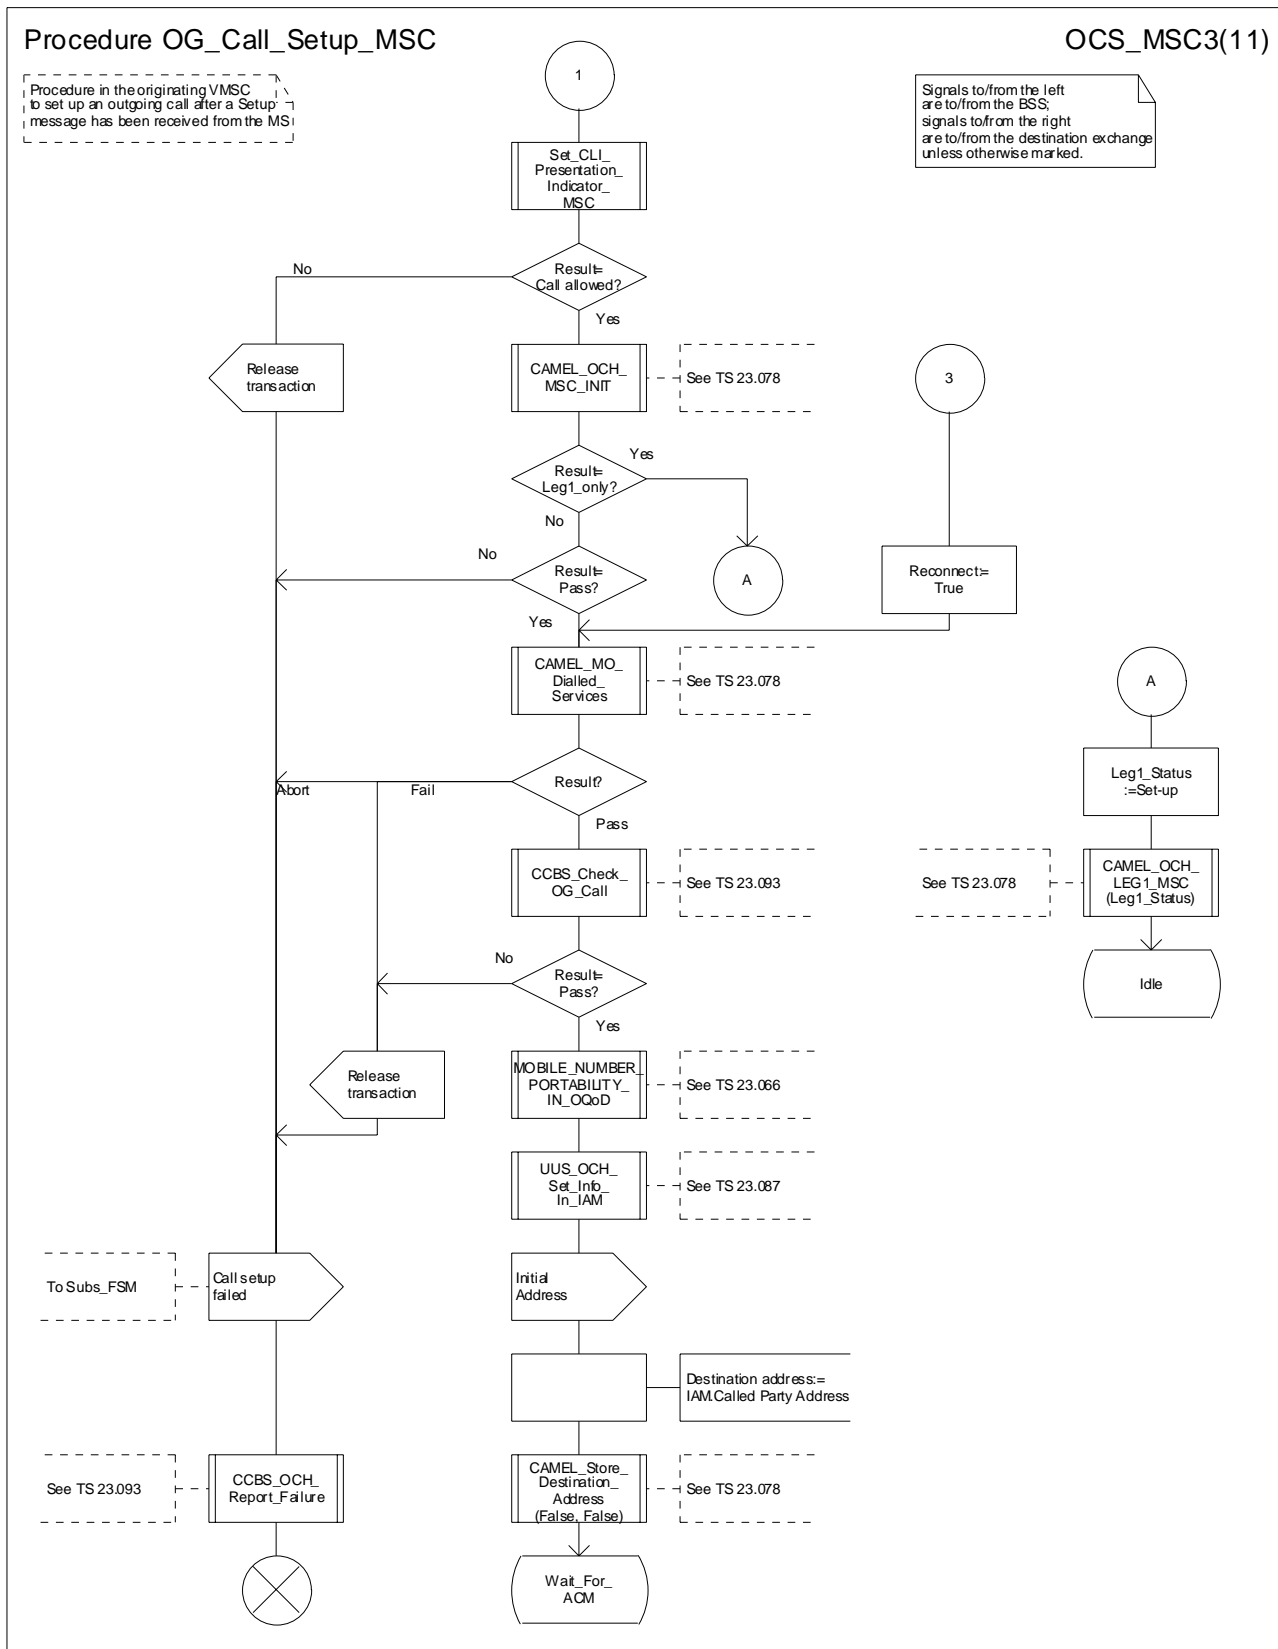 Procedure OG_Call_Setup_MSC
OCS_MSC3(11)
Procedure in the originating VMSC
to set up an outgoing call after a Setup
message has been received from the MS
1
Signals to/from the left
are to/from the BSS;
signals to/from the right
are to/from the destination exchange
unless otherwise marked.
Set_CLI_
Presentation_
Indicator_
MSC
No
Result=
Call allowed?
Yes
Release
transaction
CAMEL_OCH_
MSC_INIT
See TS 23.078
3
Result=
Leg1_only?
Yes
No
No
Result=
Pass?
A
Reconnect:=
True
Yes
CAMEL_MO_
Dialled_
Services
See TS 23.078
A
Abort
Fail
Result?
Leg1_Status
:=Set-up
Pass
CCBS_Check_
OG_Call
See TS 23.093
See TS 23.078
CAMEL_OCH_
LEG1_MSC
(Leg1_Status)
No
Result=
Pass?
Idle
Yes
Release
transaction
MOBILE_NUMBER_
PORTABILITY_
IN_OQoD
See TS 23.066
UUS_OCH_
Set_Info_
In_IAM
See TS 23.087
To Subs_FSM
Call setup
failed
Initial
Address
Destination address:=
IAM.Called Party Address
See TS 23.093
CCBS_OCH_
Report_Failure
CAMEL_Store_
Destination_
Address
(False, False)
See TS 23.078
Wait_For_
ACM